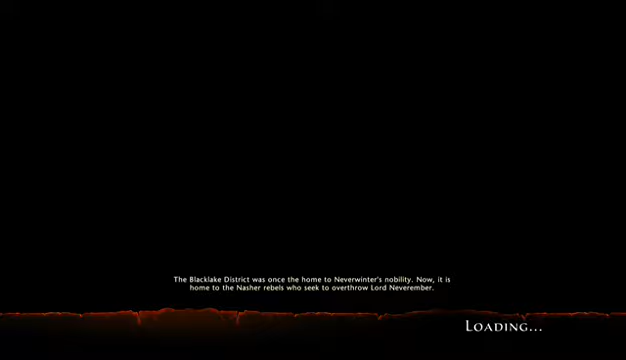 The Blacklake District was once the home to Neverwinter's nobility. Now, it is
home to the Nasher rebels who seek to overthrow Lord Neverember.
Loading...